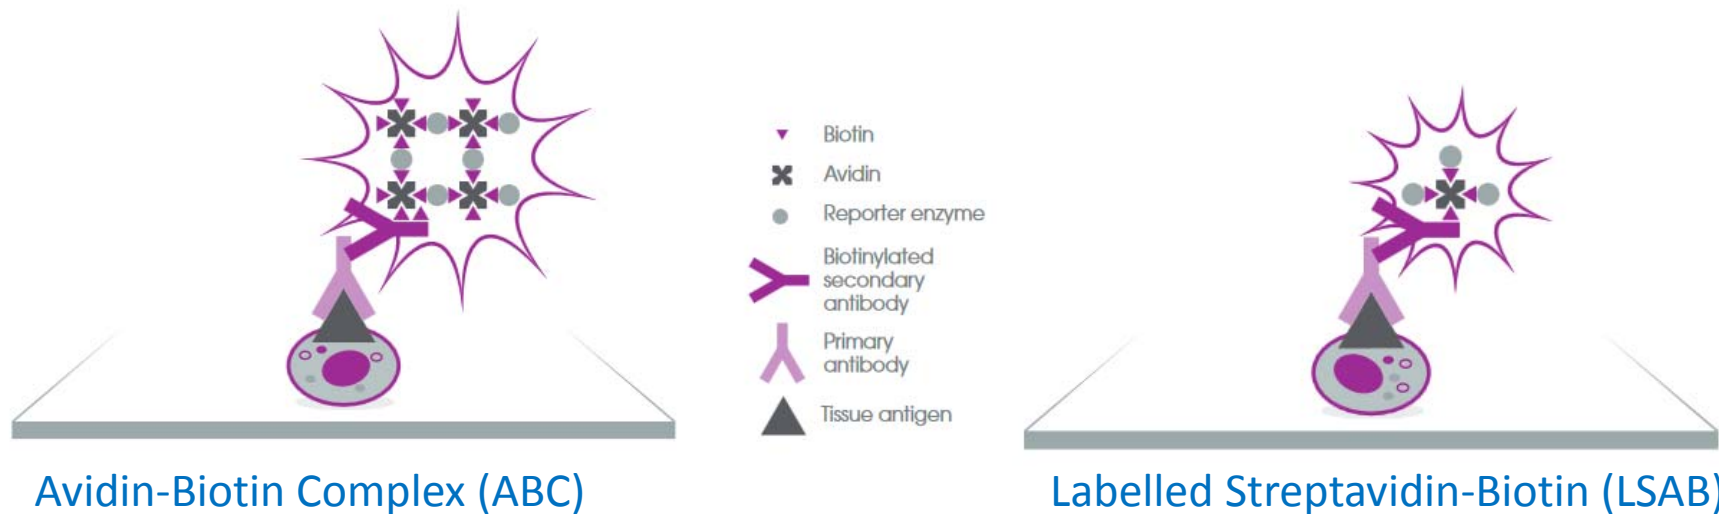 Biotin
Avidin
Reporter enzyme
Biotinylated
secondary
antibody
Primary
antibody
Tissue antigen
Avidin-Biotin Complex (ABC)
Labelled Streptavidin-Biotin (LSAB)